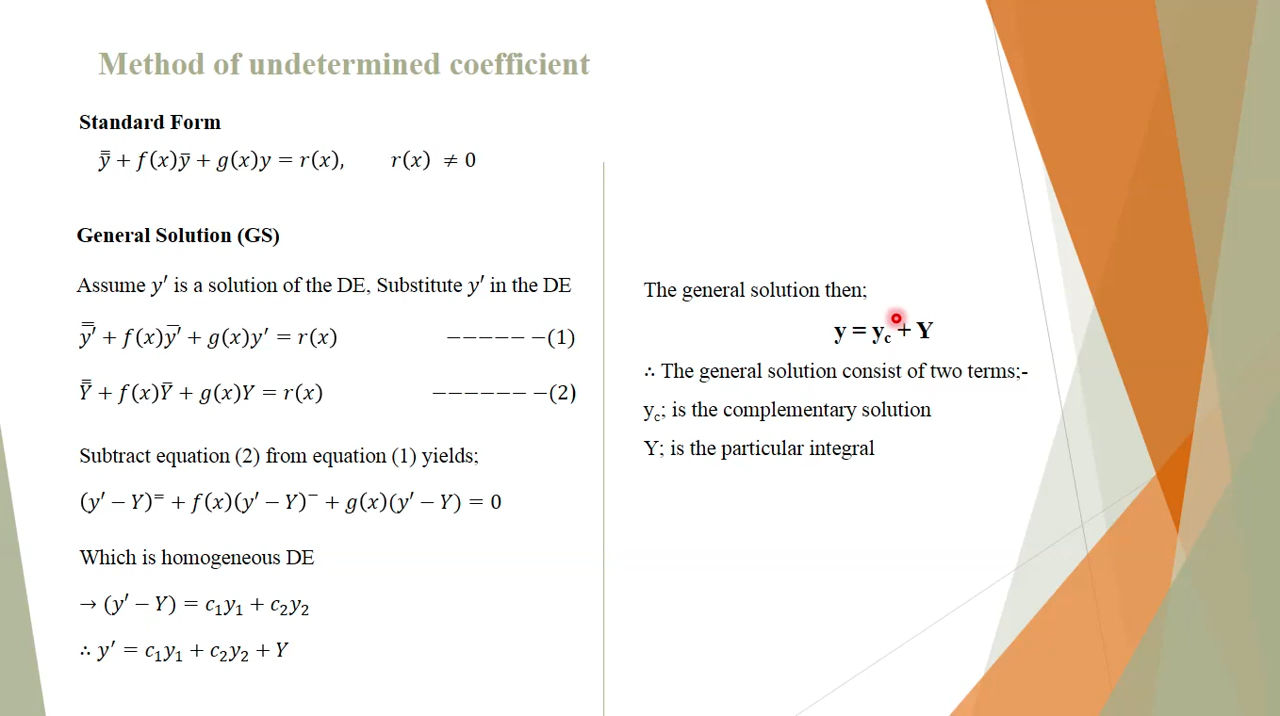 Method of undetermined coefficient
Standard Form
y̿ + f(x)y̅ + g(x)y = r(x), r(x) ≠ 0
General Solution (GS)
Assume y′ is a solution of the DE, Substitute y′ in the DE
y̿′ + f(x)y̅′ + g(x)y′ = r(x) −−−−− −(1)
Y̿ + f(x)Y̅ + g(x)Y = r(x) −−−−−− −(2)
Subtract equation (2) from equation (1) yields;
(y′ − Y)⁼ + f(x)(y′ − Y)⁻ + g(x)(y′ − Y) = 0
Which is homogeneous DE
→ (y′ − Y) = c₁y₁ + c₂y₂
∴ y′ = c₁y₁ + c₂y₂ + Y
The general solution then;
y = y_c + Y
∴ The general solution consist of two terms;-
y_c; is the complementary solution
Y; is the particular integral